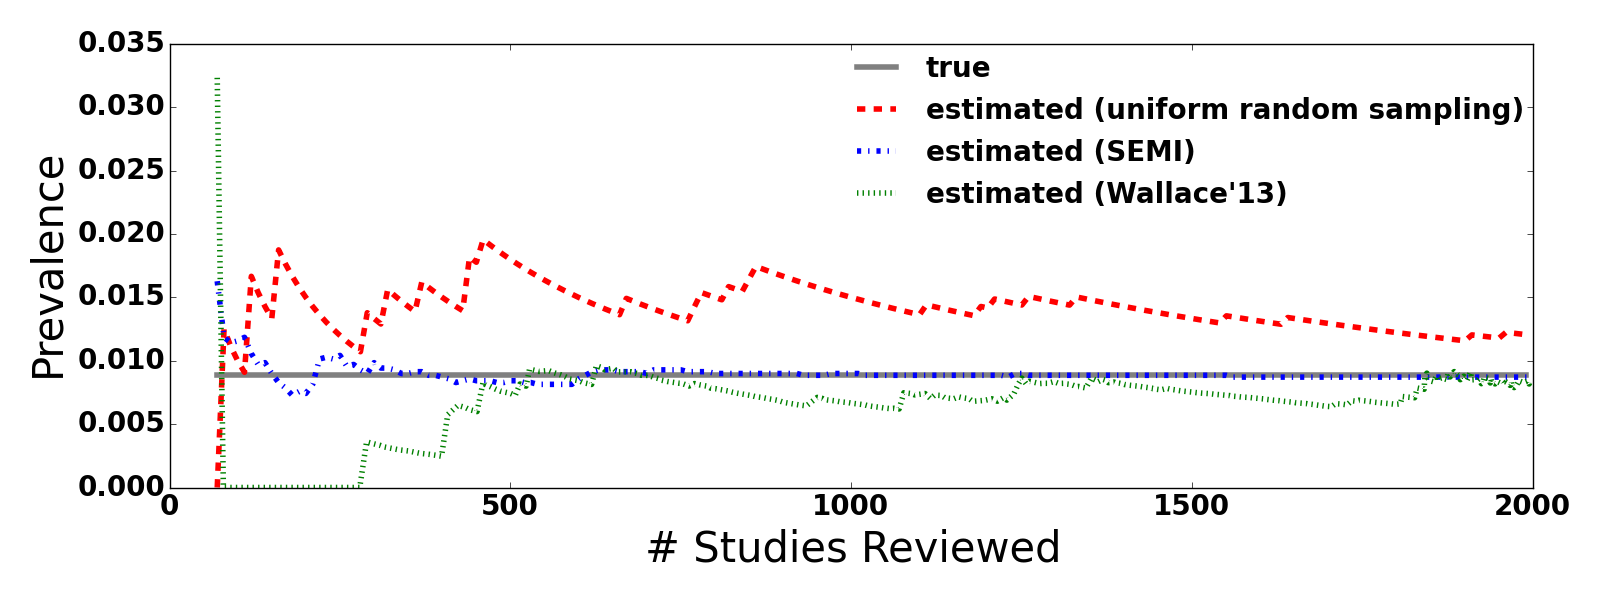 0.035
0.030
0.025
0.020
0.015
0.010
0.005
0.000
Prevalence
true
estimated (uniform random sampling)
estimated (SEMI)
estimated (Wallace'13)
0 500 1000 1500 2000
# Studies Reviewed